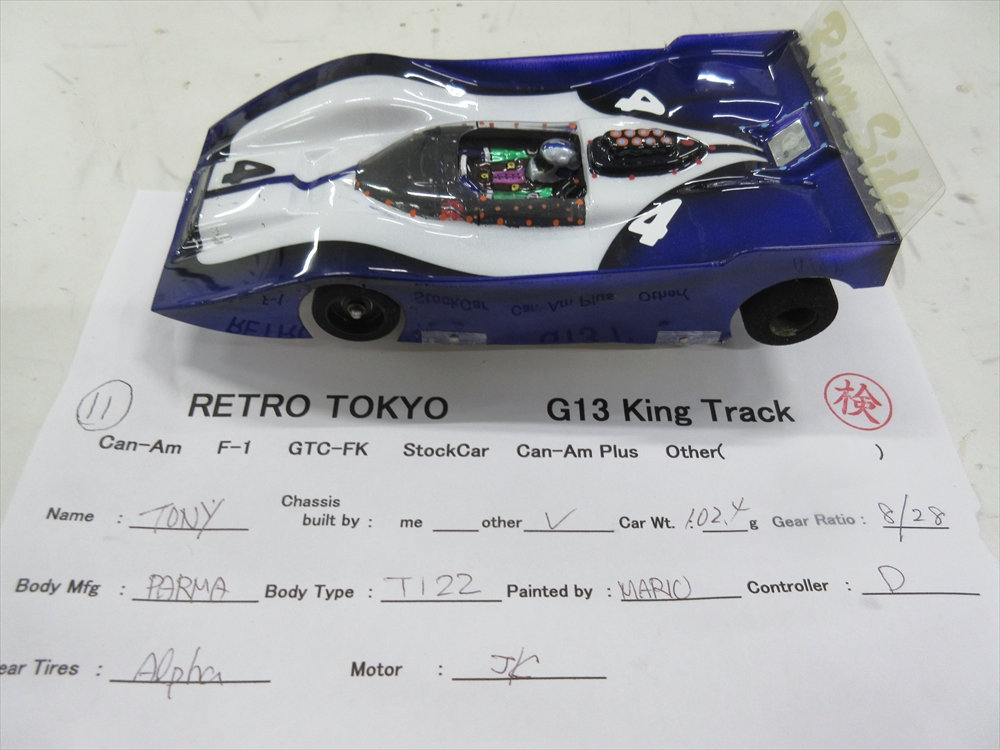 River Side
4
4
4
11 RETRO TOKYO G13 King Track 検
Can-Am F-1 GTC-FK StockCar Can-Am Plus Other( )
Name : TONY Chassis built by : me other ✓ Car Wt. 102.4 g Gear Ratio : 8/28
Body Mfg : PARMA Body Type : T122 Painted by : MARIO Controller : D
ear Tires : Alpha Motor : JK